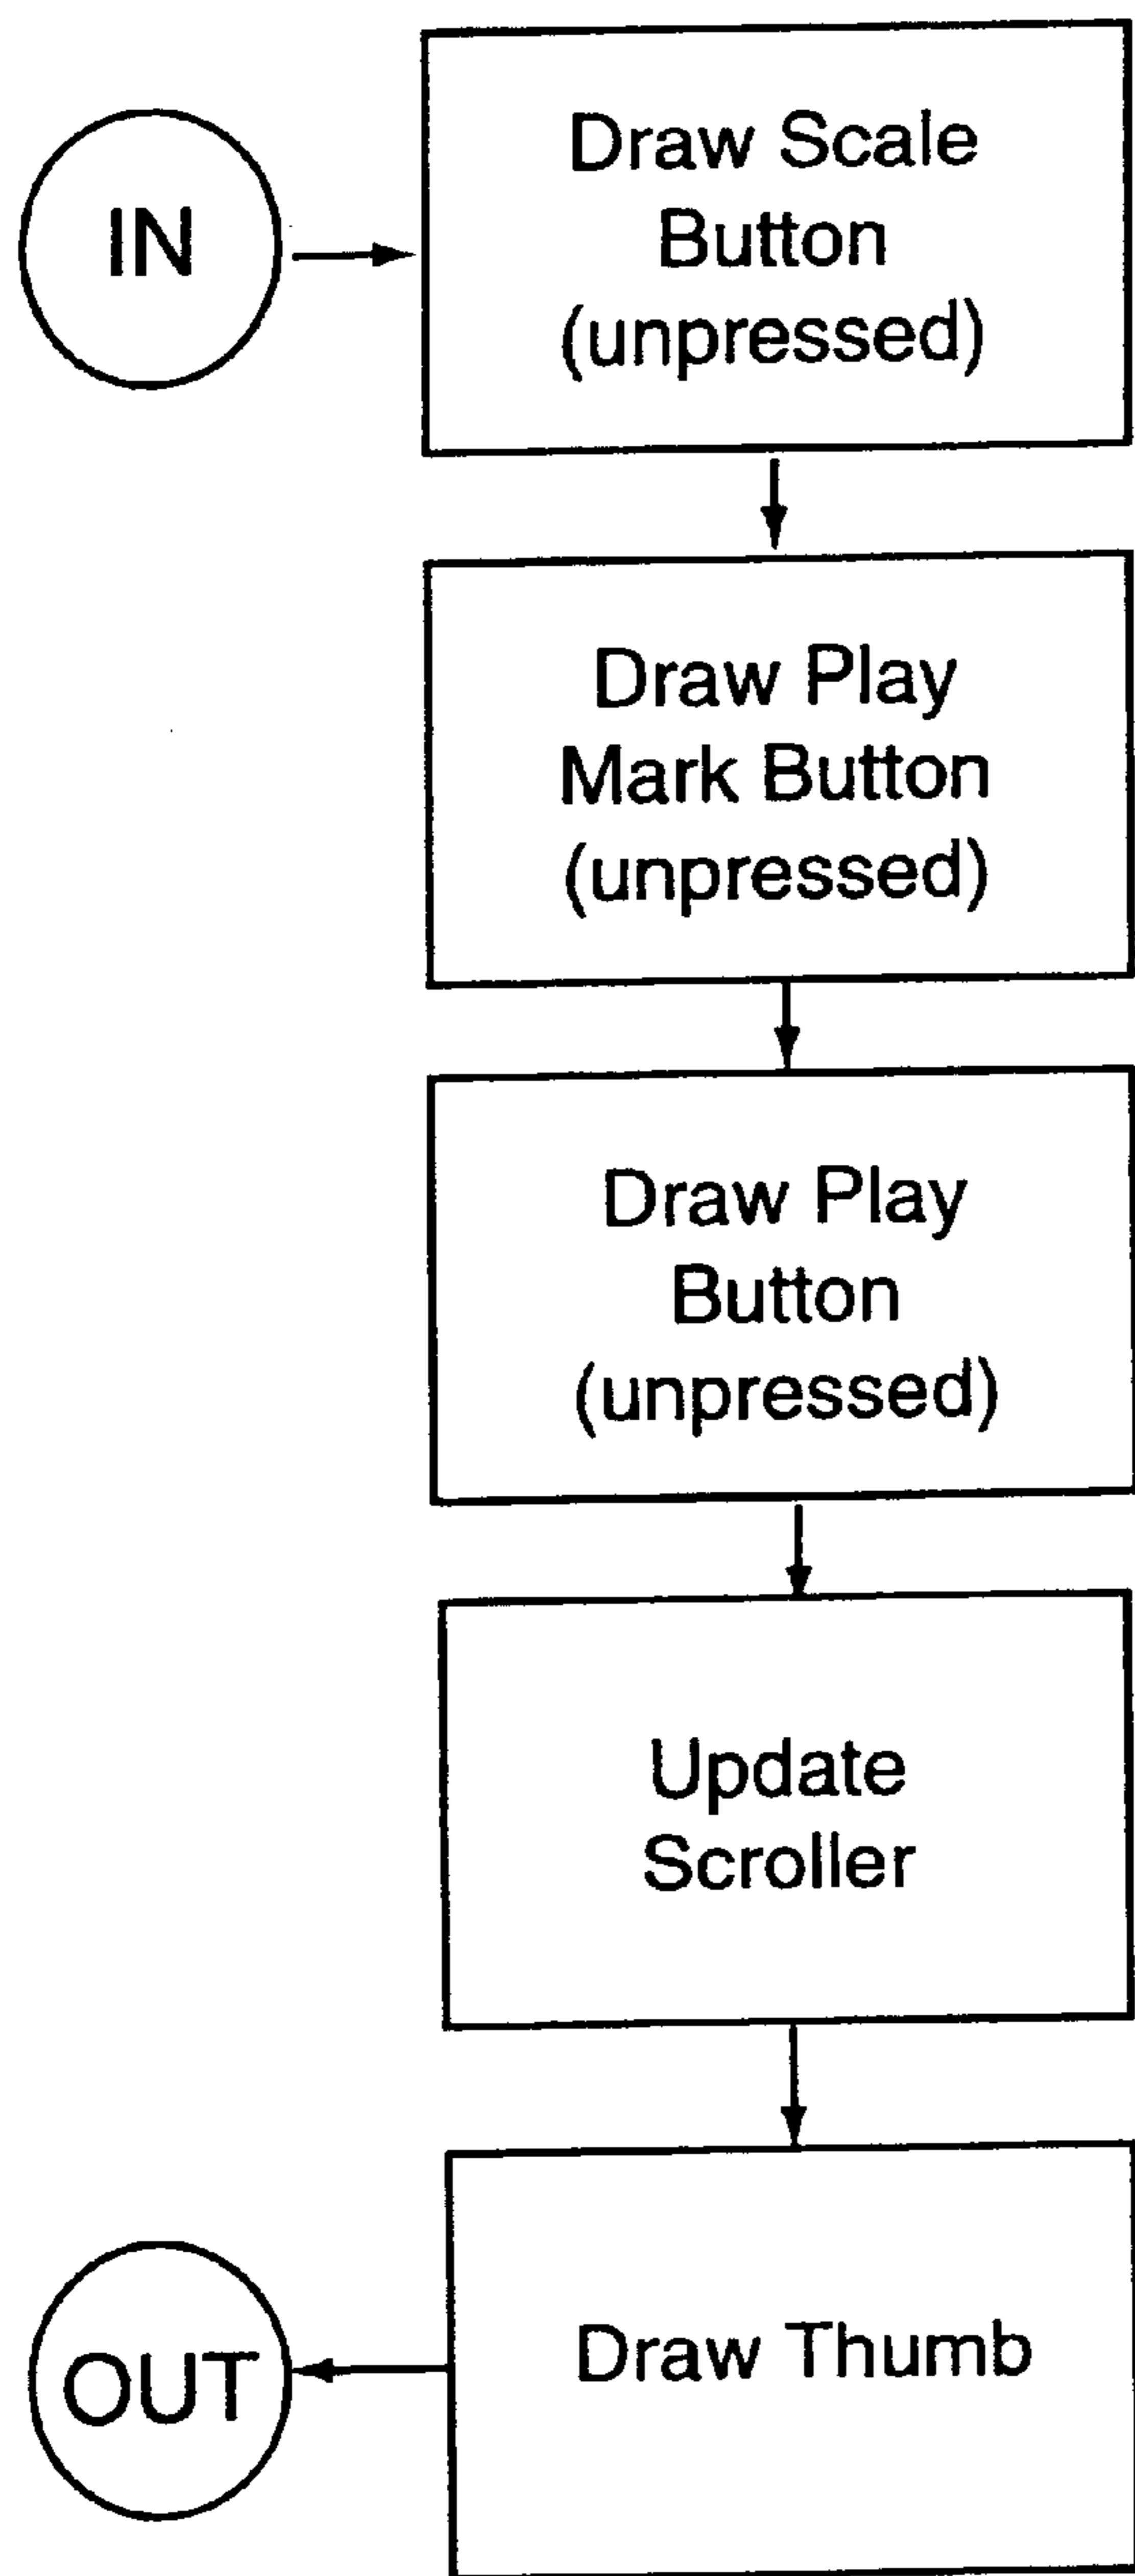 IN
Draw Scale
Button
(unpressed)
Draw Play
Mark Button
(unpressed)
Draw Play
Button
(unpressed)
Update
Scroller
Draw Thumb
OUT